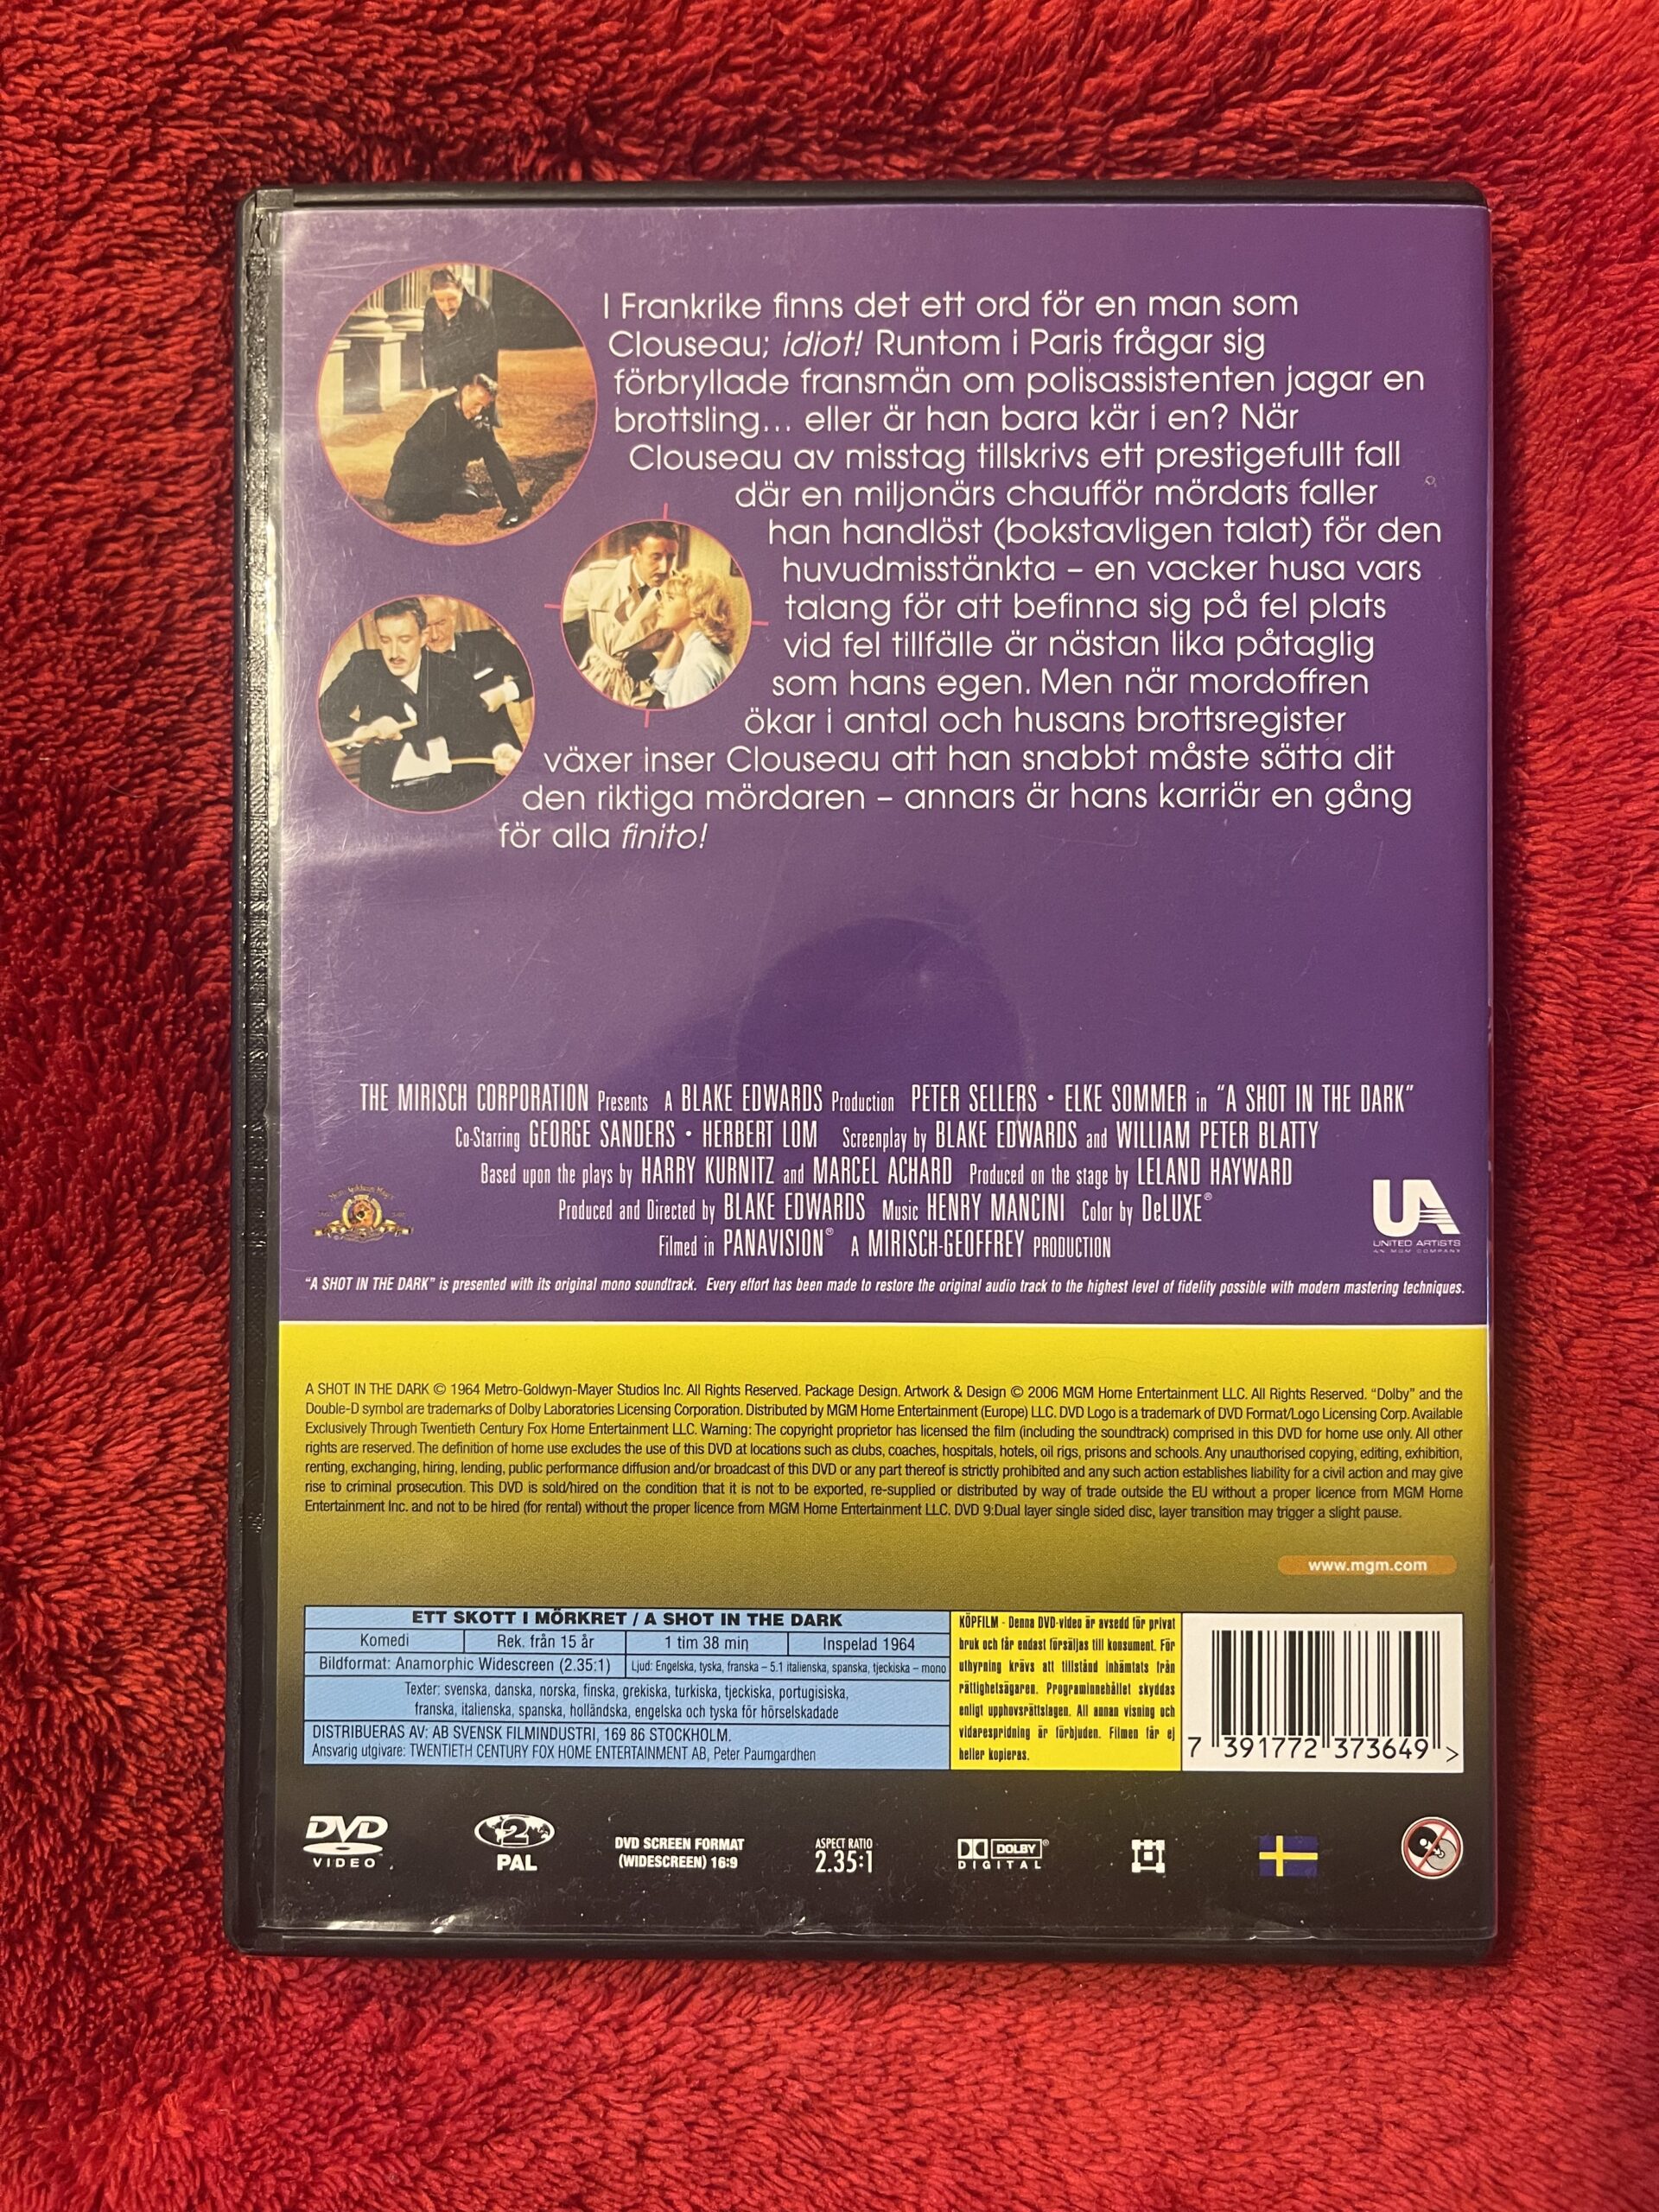 I Frankrike finns det ett ord för en man som
Clouseau; idiot! Runtom i Paris frågar sig
förbryllade fransmän om polisassistenten jagar en
brottsling... eller är han bara kär i en? När
Clouseau av misstag tillskrivs ett prestigefullt fall
där en miljonärs chaufför mördats faller
han handlöst (bokstavligen talat) för den
huvudmisstänkta – en vacker husa vars
talang för att befinna sig på fel plats
vid fel tillfälle är nästan lika påtaglig
som hans egen. Men när mordoffren
ökar i antal och husans brottsregister
växer inser Clouseau att han snabbt måste sätta dit
den riktiga mördaren – annars är hans karriär en gång
för alla finito!
THE MIRISCH CORPORATION Presents A BLAKE EDWARDS Production PETER SELLERS • ELKE SOMMER in "A SHOT IN THE DARK"
Co-Starring GEORGE SANDERS • HERBERT LOM Screenplay by BLAKE EDWARDS and WILLIAM PETER BLATTY
Based upon the plays by HARRY KURNITZ and MARCEL ACHARD Produced on the stage by LELAND HAYWARD
Produced and Directed by BLAKE EDWARDS Music HENRY MANCINI Color by DeLUXE®
Filmed in PANAVISION® A MIRISCH-GEOFFREY PRODUCTION
UA
UNITED ARTISTS
AN MGM COMPANY
"A SHOT IN THE DARK" is presented with its original mono soundtrack. Every effort has been made to restore the original audio track to the highest level of fidelity possible with modern mastering techniques.
A SHOT IN THE DARK © 1964 Metro-Goldwyn-Mayer Studios Inc. All Rights Reserved. Package Design. Artwork & Design © 2006 MGM Home Entertainment LLC. All Rights Reserved. "Dolby" and the
Double-D symbol are trademarks of Dolby Laboratories Licensing Corporation. Distributed by MGM Home Entertainment (Europe) LLC. DVD Logo is a trademark of DVD Format/Logo Licensing Corp. Available
Exclusively Through Twentieth Century Fox Home Entertainment LLC. Warning: The copyright proprietor has licensed the film (including the soundtrack) comprised in this DVD for home use only. All other
rights are reserved. The definition of home use excludes the use of this DVD at locations such as clubs, coaches, hospitals, hotels, oil rigs, prisons and schools. Any unauthorised copying, editing, exhibition,
renting, exchanging, hiring, lending, public performance diffusion and/or broadcast of this DVD or any part thereof is strictly prohibited and any such action establishes liability for a civil action and may give
rise to criminal prosecution. This DVD is sold/hired on the condition that it is not to be exported, re-supplied or distributed by way of trade outside the EU without a proper licence from MGM Home
Entertainment Inc. and not to be hired (for rental) without the proper licence from MGM Home Entertainment LLC. DVD 9:Dual layer single sided disc, layer transition may trigger a slight pause.
www.mgm.com
ETT SKOTT I MÖRKRET / A SHOT IN THE DARK
Komedi Rek. från 15 år 1 tim 38 min Inspelad 1964
Bildformat: Anamorphic Widescreen (2.35:1) Ljud: Engelska, tyska, franska – 5.1 italienska, spanska, tjeckiska – mono
Texter: svenska, danska, norska, finska, grekiska, turkiska, tjeckiska, portugisiska,
franska, italienska, spanska, holländska, engelska och tyska för hörselskadade
DISTRIBUERAS AV: AB SVENSK FILMINDUSTRI, 169 86 STOCKHOLM.
Ansvarig utgivare: TWENTIETH CENTURY FOX HOME ENTERTAINMENT AB, Peter Paumgardhen
KÖPFILM - Denna DVD-video är avsedd för privat
bruk och får endast försäljas till konsument. För
uthyrning krävs att tillstånd inhämtats från
rättighetsägaren. Programinnehållet skyddas
enligt upphovsrättslagen. All annan visning och
vidarespridning är förbjuden. Filmen får ej
heller kopieras.
7 391772 373649 >
DVD
VIDEO
2
PAL
DVD SCREEN FORMAT
(WIDESCREEN) 16:9
ASPECT RATIO
2.35:1
DOLBY®
DIGITAL